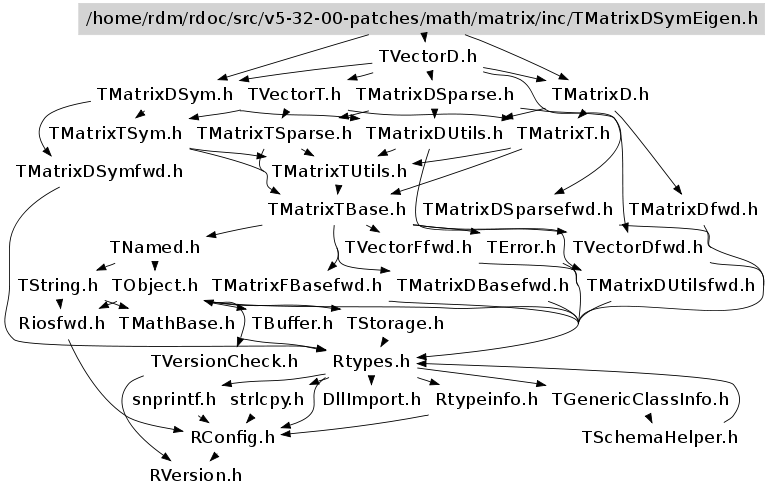 /home/rdm/rdoc/src/v5-32-00-patches/math/matrix/inc/TMatrixDSymEigen.h
TVectorD.h
TMatrixDSym.h TVectorT.h TMatrixDSparse.h TMatrixD.h
TMatrixTSym.h TMatrixTSparse.h TMatrixDUtils.h TMatrixT.h
TMatrixDSymfwd.h TMatrixTUtils.h
TMatrixTBase.h TMatrixDSparsefwd.h TMatrixDfwd.h
TNamed.h TVectorFfwd.h TError.h TVectorDfwd.h
TString.h TObject.h TMatrixFBasefwd.h TMatrixDBasefwd.h TMatrixDUtilsfwd.h
Riosfwd.h TMathBase.h TBuffer.h TStorage.h
TVersionCheck.h Rtypes.h
snprintf.h strlcpy.h DllImport.h Rtypeinfo.h TGenericClassInfo.h
RConfig.h TSchemaHelper.h
RVersion.h